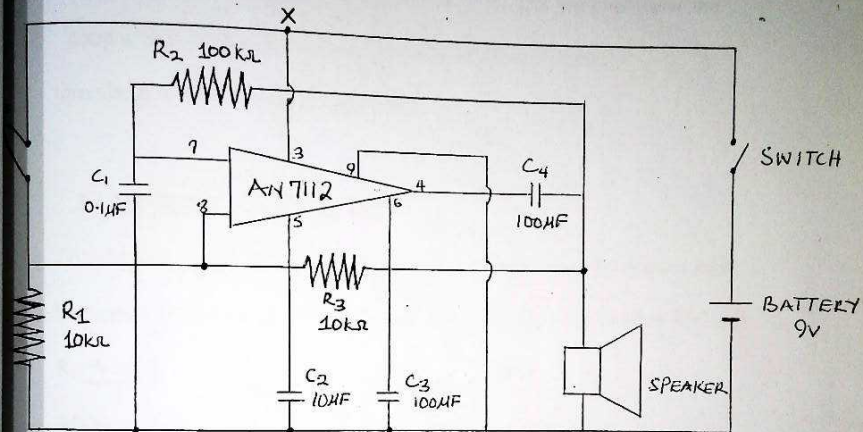 X
R2 100kΩ
7
3
9
SWITCH
AN7112
4
C4
C1
0.1µF
8
5
6
100µF
R3
10kΩ
R1
10kΩ
BATTERY
9v
C2
10µF
C3
100µF
SPEAKER